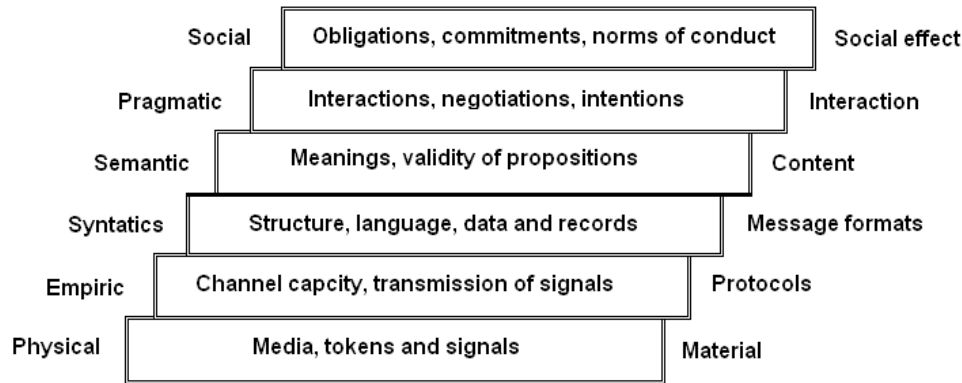 Social Obligations, commitments, norms of conduct Social effect
Pragmatic Interactions, negotiations, intentions Interaction
Semantic Meanings, validity of propositions Content
Syntatics Structure, language, data and records Message formats
Empiric Channel capcity, transmission of signals Protocols
Physical Media, tokens and signals Material